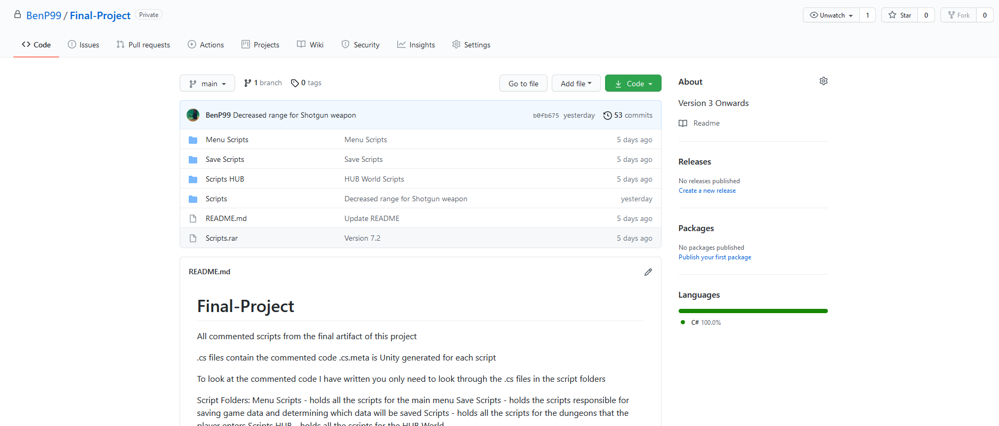 BenP99 / Final-Project Private
Unwatch 1 Star 0 Fork 0
Code Issues Pull requests Actions Projects Wiki Security Insights Settings
main 1 branch 0 tags Go to file Add file Code
BenP99 Decreased range for Shotgun weapon b0fb675 yesterday 53 commits
Menu Scripts Menu Scripts 5 days ago
Save Scripts Save Scripts 5 days ago
Scripts HUB HUB World Scripts 5 days ago
Scripts Decreased range for Shotgun weapon yesterday
README.md Update README 5 days ago
Scripts.rar Version 7.2 5 days ago
README.md
Final-Project
All commented scripts from the final artifact of this project
.cs files contain the commented code .cs.meta is Unity generated for each script
To look at the commented code I have written you only need to look through the .cs files in the script folders
Script Folders: Menu Scripts - holds all the scripts for the main menu Save Scripts - holds the scripts responsible for
saving game data and determining which data will be saved Scripts - holds all the scripts for the dungeons that the
player enters Scripts HUB - holds all the scripts for the HUB World
About
Version 3 Onwards
Readme
Releases
No releases published
Create a new release
Packages
No packages published
Publish your first package
Languages
C# 100.0%